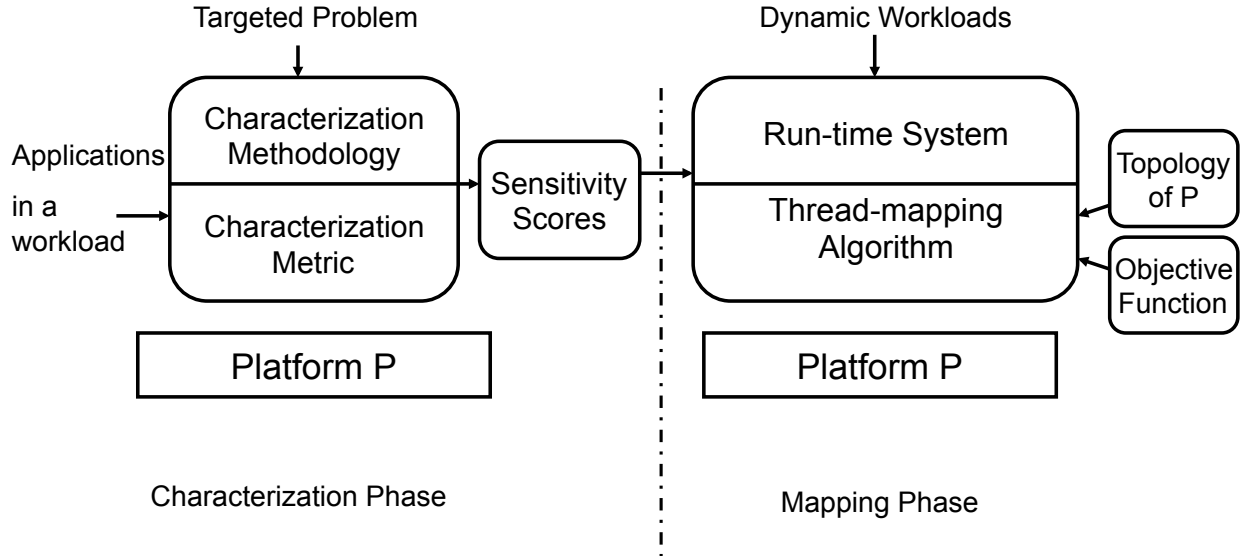 Targeted Problem
Dynamic Workloads
Characterization
Methodology
Characterization
Metric
Applications
in a
workload
Sensitivity
Scores
Run-time System
Thread-mapping
Algorithm
Topology
of P
Objective
Function
Platform P
Platform P
Characterization Phase
Mapping Phase